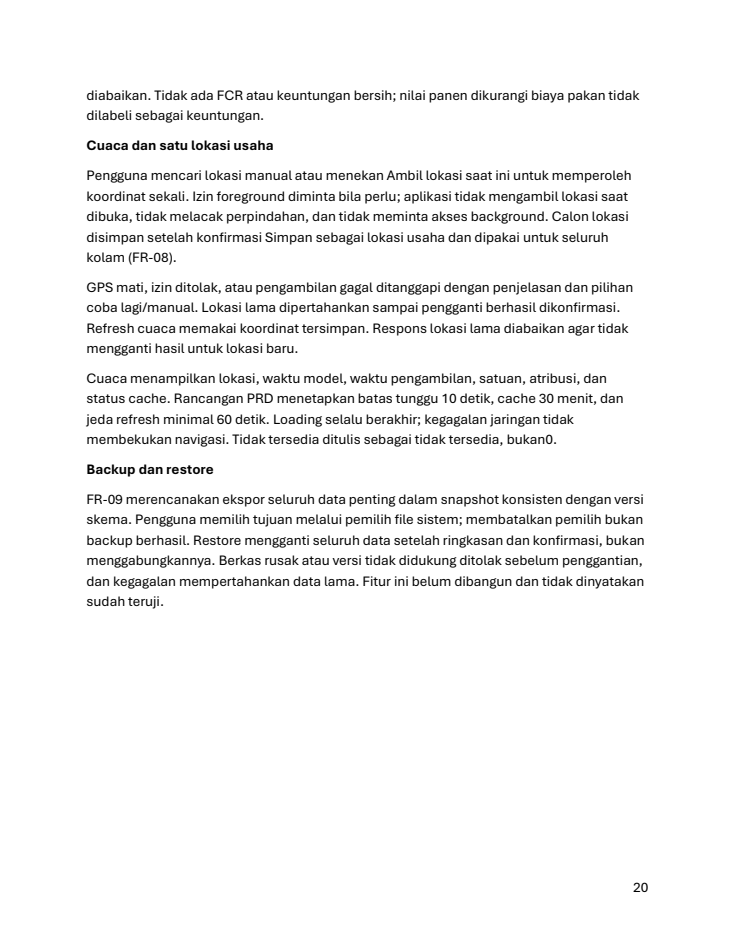 diabaikan. Tidak ada FCR atau keuntungan bersih; nilai panen dikurangi biaya pakan tidak
dilabeli sebagai keuntungan.
Cuaca dan satu lokasi usaha
Pengguna mencari lokasi manual atau menekan Ambil lokasi saat ini untuk memperoleh
koordinat sekali. Izin foreground diminta bila perlu; aplikasi tidak mengambil lokasi saat
dibuka, tidak melacak perpindahan, dan tidak meminta akses background. Calon lokasi
disimpan setelah konfirmasi Simpan sebagai lokasi usaha dan dipakai untuk seluruh
kolam (FR-08).
GPS mati, izin ditolak, atau pengambilan gagal ditanggapi dengan penjelasan dan pilihan
coba lagi/manual. Lokasi lama dipertahankan sampai pengganti berhasil dikonfirmasi.
Refresh cuaca memakai koordinat tersimpan. Respons lokasi lama diabaikan agar tidak
mengganti hasil untuk lokasi baru.
Cuaca menampilkan lokasi, waktu model, waktu pengambilan, satuan, atribusi, dan
status cache. Rancangan PRD menetapkan batas tunggu 10 detik, cache 30 menit, dan
jeda refresh minimal 60 detik. Loading selalu berakhir; kegagalan jaringan tidak
membekukan navigasi. Tidak tersedia ditulis sebagai tidak tersedia, bukan0.
Backup dan restore
FR-09 merencanakan ekspor seluruh data penting dalam snapshot konsisten dengan versi
skema. Pengguna memilih tujuan melalui pemilih file sistem; membatalkan pemilih bukan
backup berhasil. Restore mengganti seluruh data setelah ringkasan dan konfirmasi, bukan
menggabungkannya. Berkas rusak atau versi tidak didukung ditolak sebelum penggantian,
dan kegagalan mempertahankan data lama. Fitur ini belum dibangun dan tidak dinyatakan
sudah teruji.
20